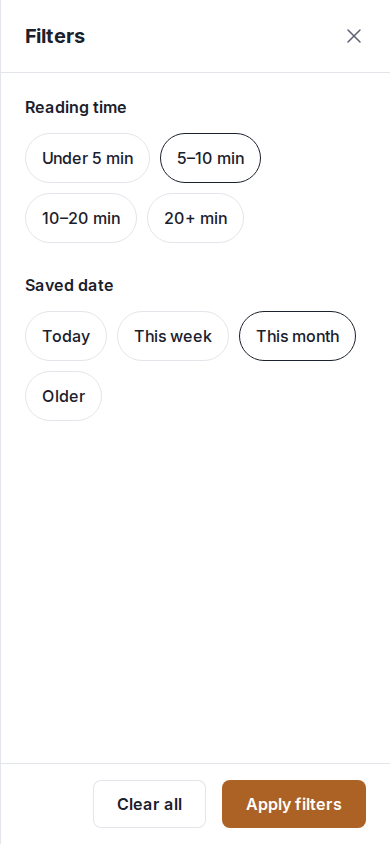 Filters
Reading time
Under 5 min
5–10 min
10–20 min
20+ min
Saved date
Today
This week
This month
Older
Clear all
Apply filters